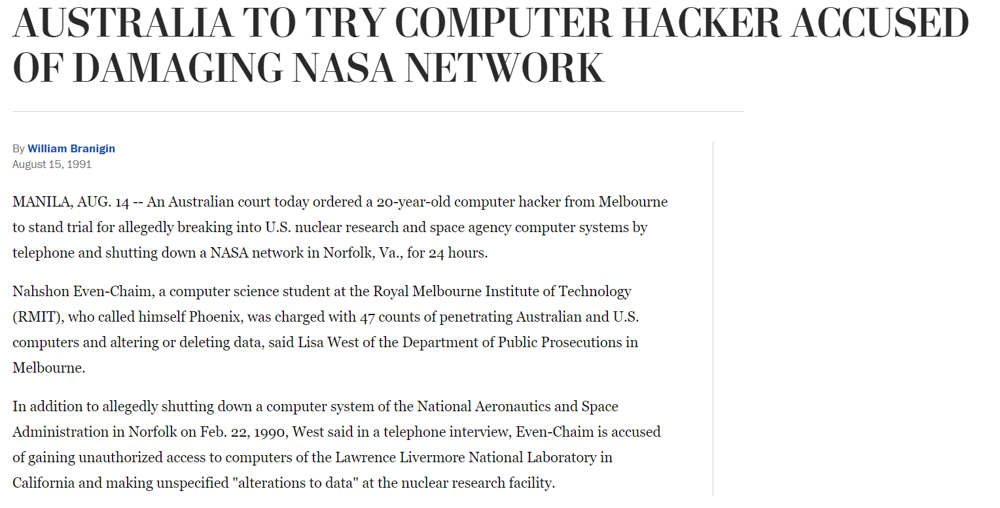 AUSTRALIA TO TRY COMPUTER HACKER ACCUSED
OF DAMAGING NASA NETWORK
By William Branigin
August 15, 1991
MANILA, AUG. 14 -- An Australian court today ordered a 20-year-old computer hacker from Melbourne
to stand trial for allegedly breaking into U.S. nuclear research and space agency computer systems by
telephone and shutting down a NASA network in Norfolk, Va., for 24 hours.
Nahshon Even-Chaim, a computer science student at the Royal Melbourne Institute of Technology
(RMIT), who called himself Phoenix, was charged with 47 counts of penetrating Australian and U.S.
computers and altering or deleting data, said Lisa West of the Department of Public Prosecutions in
Melbourne.
In addition to allegedly shutting down a computer system of the National Aeronautics and Space
Administration in Norfolk on Feb. 22, 1990, West said in a telephone interview, Even-Chaim is accused
of gaining unauthorized access to computers of the Lawrence Livermore National Laboratory in
California and making unspecified "alterations to data" at the nuclear research facility.